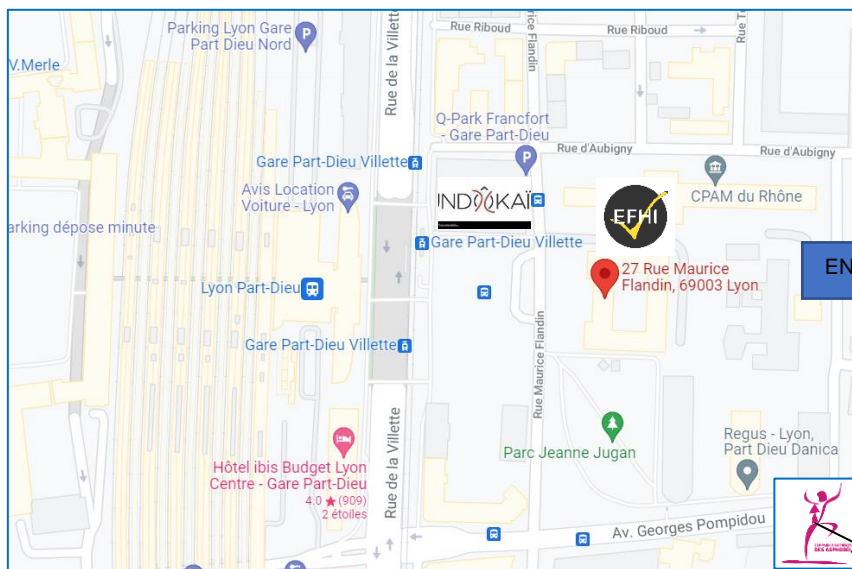 Parking Lyon Gare
Part Dieu Nord
V.Merle
Rue de la Villette
Rue Riboud
Rue Riboud
Q-Park Francfort
- Gare Part-Dieu
Rue d'Aubigny
Rue d'Aubigny
Gare Part-Dieu Villette
Avis Location
Voiture - Lyon
CPAM du Rhône
EFHI
arking dépose minute
Gare Part-Dieu Villette
27 Rue Maurice
Flandin, 69003 Lyon
EN
Lyon Part-Dieu
Gare Part-Dieu Villette
Rue Maurice Flandin
Rue de la Villette
Parc Jeanne Jugan
Regus - Lyon,
Part Dieu Danica
Hôtel ibis Budget Lyon
Centre - Gare Part-Dieu
4.0 ★ (909)
2 étoiles
Av. Georges Pompidou